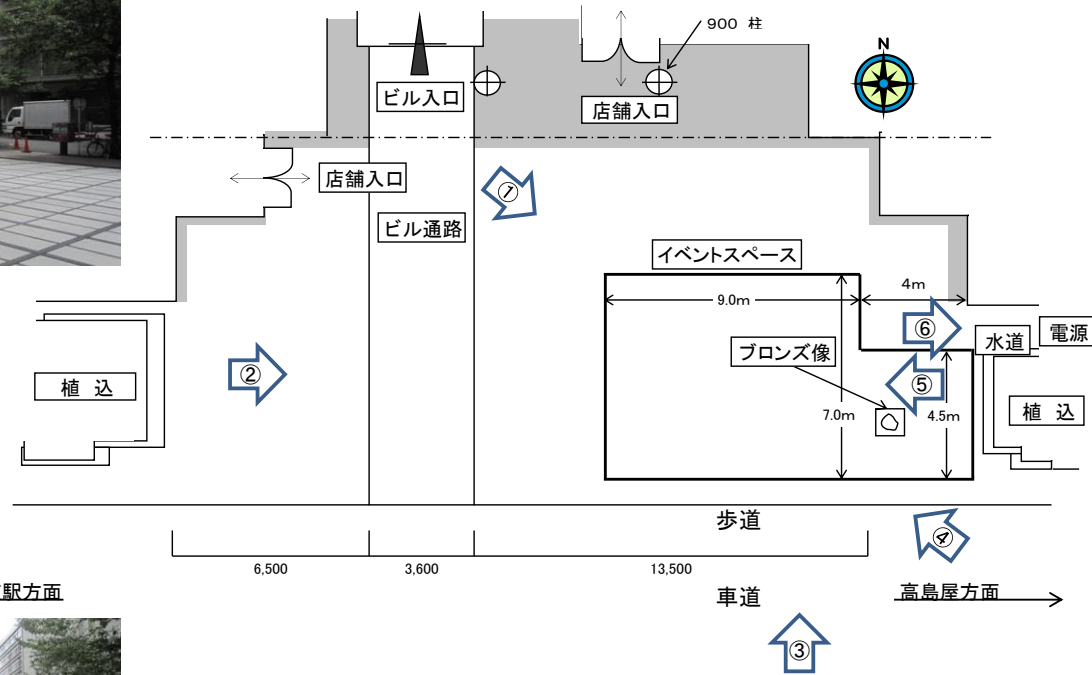 900 柱
N
ビル入口
店舗入口
店舗入口
①
ビル通路
イベントスペース
9.0m
4m
⑥
水道
電源
ブロンズ像
②
⑤
植 込
7.0m
4.5m
植 込
歩道
④
6,500
3,600
13,500
駅方面
車道
高島屋方面
③